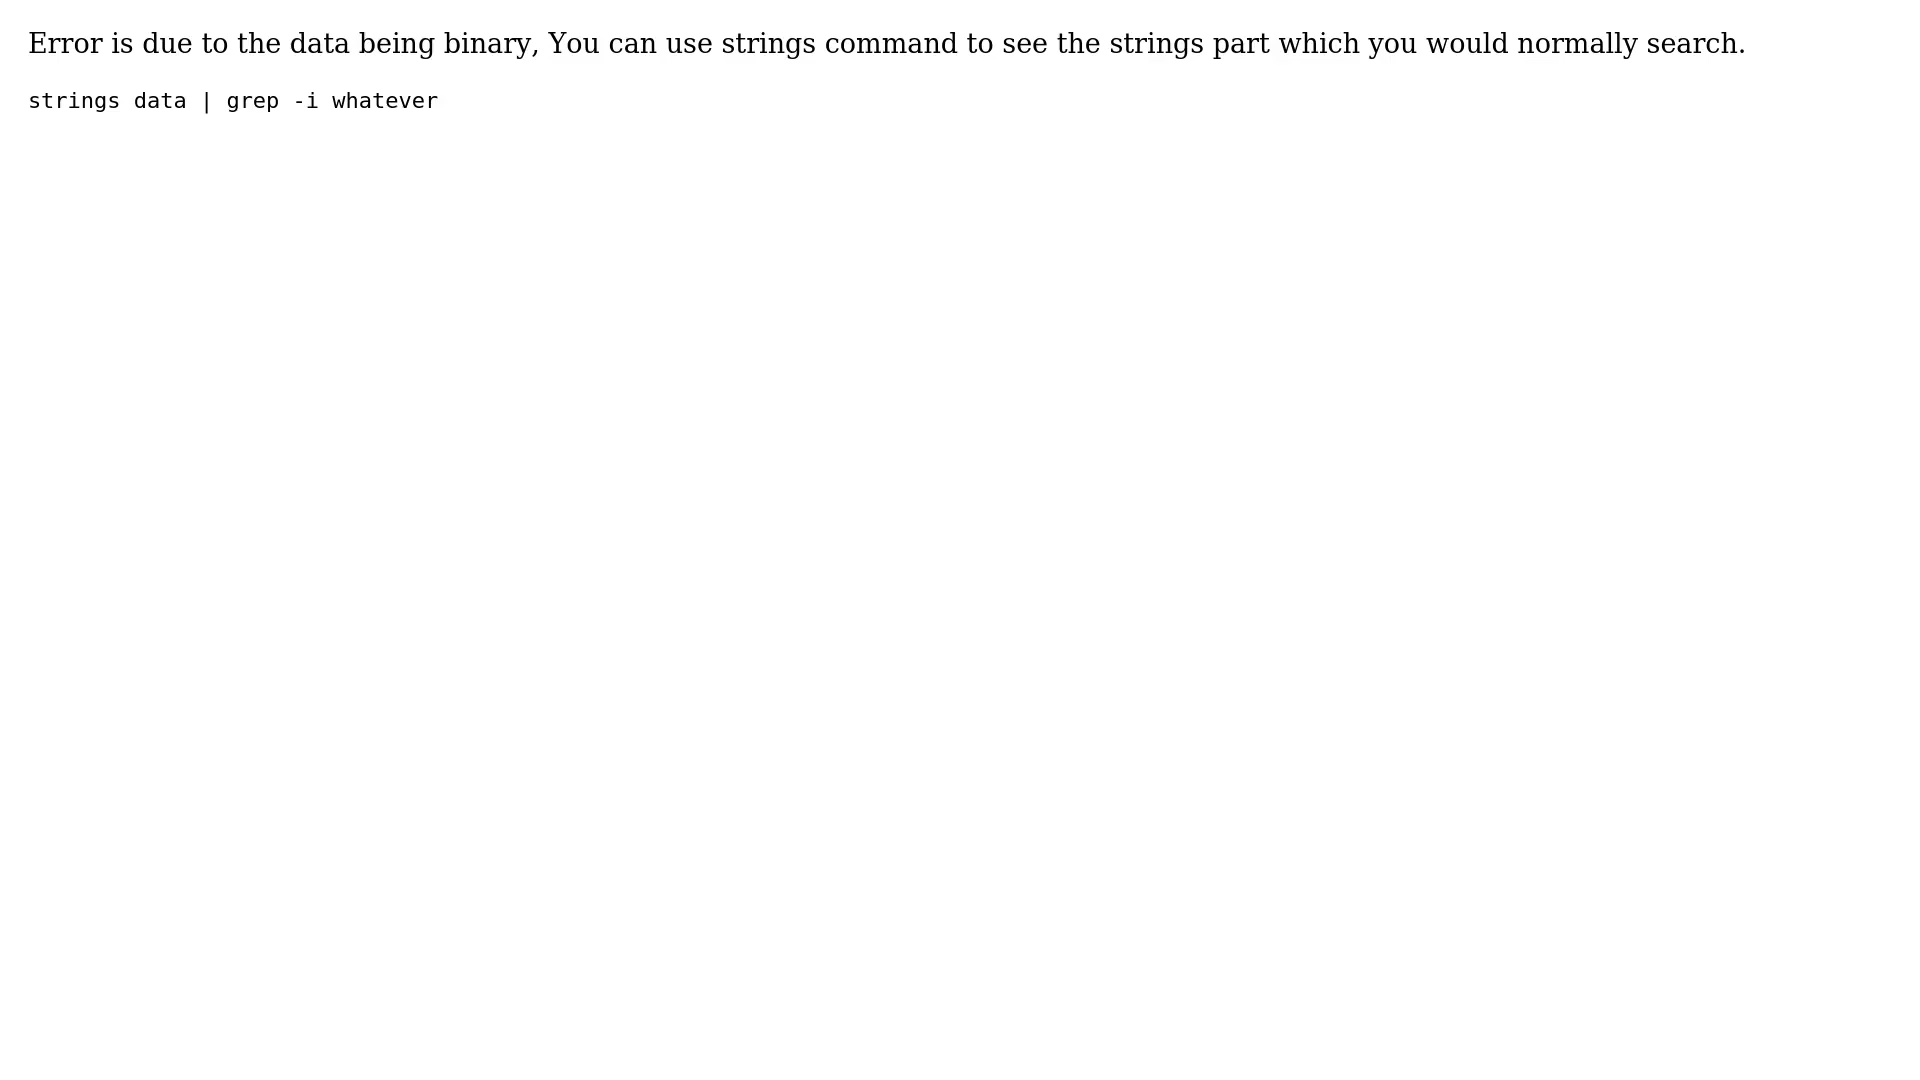 Error is due to the data being binary, You can use strings command to see the strings part which you would normally search.
strings data | grep -i whatever